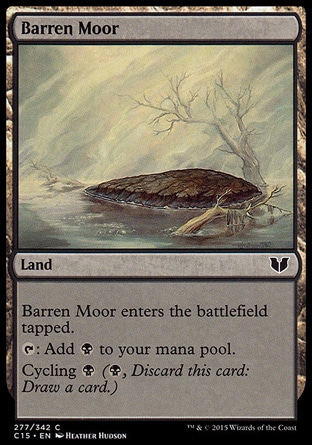 Barren Moor
Land
Barren Moor enters the battlefield
tapped.
: Add to your mana pool.
Cycling ( , Discard this card:
Draw a card.)
277/342 C
C15 • EN Heather Hudson
™ & © 2015 Wizards of the Coast